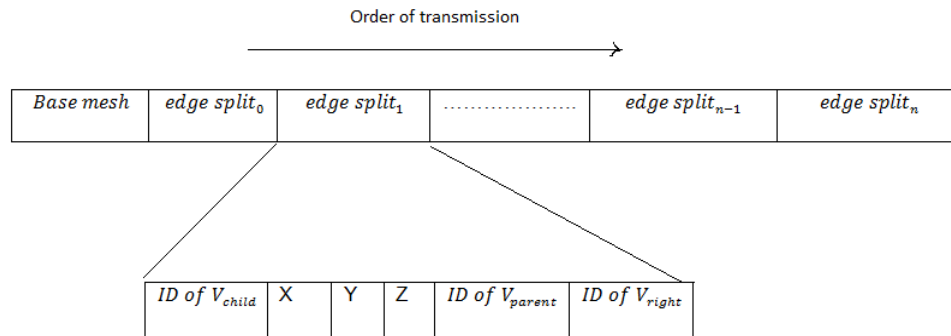 Order of transmission
Base mesh edge split₀ edge split₁ ..................... edge splitₙ₋₁ edge splitₙ
ID of V_child X Y Z ID of V_parent ID of V_right